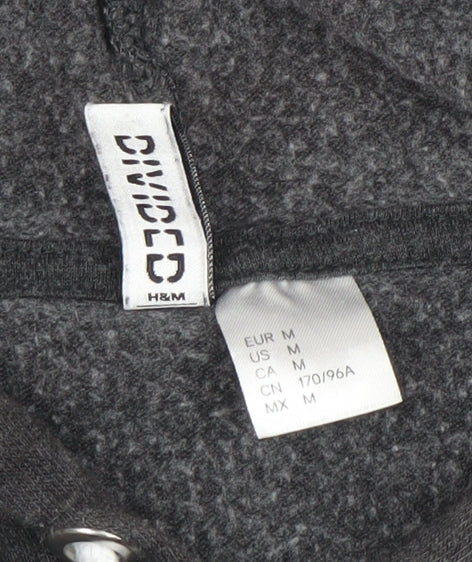 DIVIDED
H&M
EUR M
US M
CA M
CN 170/96A
MX M